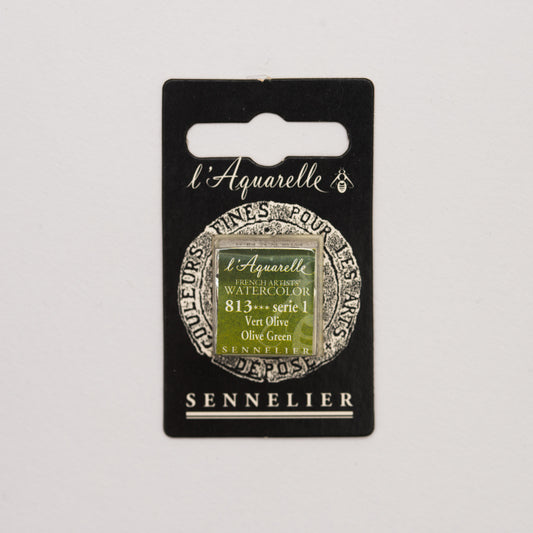 l'Aquarelle
COULEURS FINES POUR LES ARTS
l'Aquarelle
FRENCH ARTISTS'
WATERCOLOR
813*** serie 1
Vert Olive
Olive Green
SENNELIER
DÉPOSÉ
SENNELIER